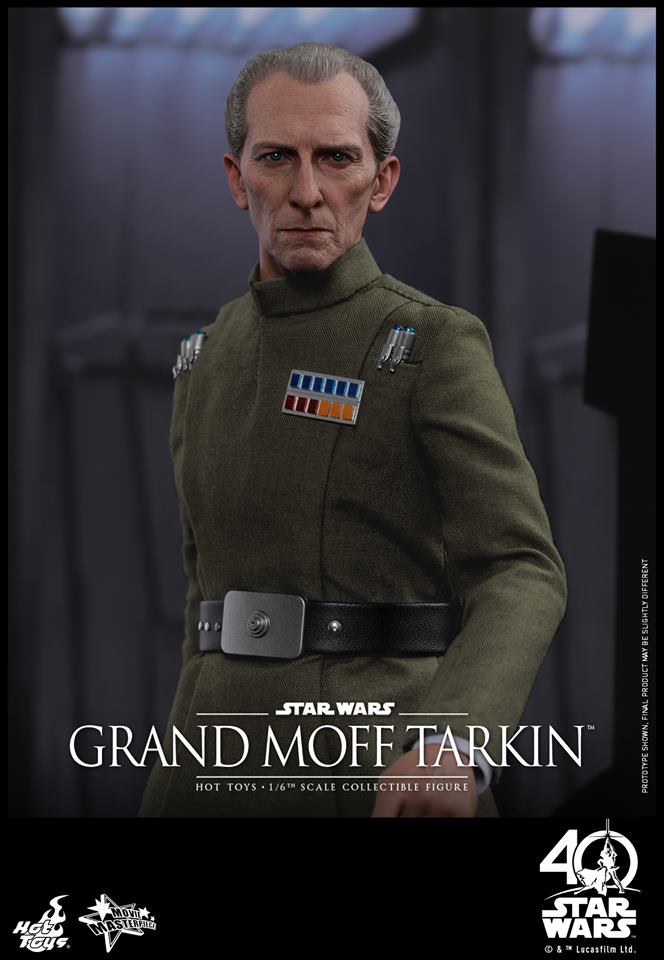 STAR WARS
GRAND MOFF TARKIN™
HOT TOYS • 1/6TH SCALE COLLECTIBLE FIGURE
PROTOTYPE SHOWN, FINAL PRODUCT MAY BE SLIGHTLY DIFFERENT
Hot Toys
MOVIE MASTERPIECE
40
STAR WARS
© & ™ Lucasfilm Ltd.